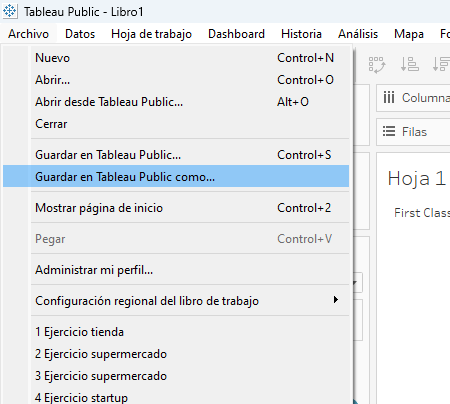 Tableau Public - Libro1
Archivo Datos Hoja de trabajo Dashboard Historia Análisis Mapa
Nuevo Control+N
Abrir... Control+O
Abrir desde Tableau Public... Alt+O
Cerrar
Columna
Filas
Guardar en Tableau Public... Control+S
Guardar en Tableau Public como...
Hoja 1
Mostrar página de inicio Control+2
First Class
Pegar Control+V
Administrar mi perfil...
Configuración regional del libro de trabajo
1 Ejercicio tienda
2 Ejercicio supermercado
3 Ejercicio supermercado
4 Ejercicio startup